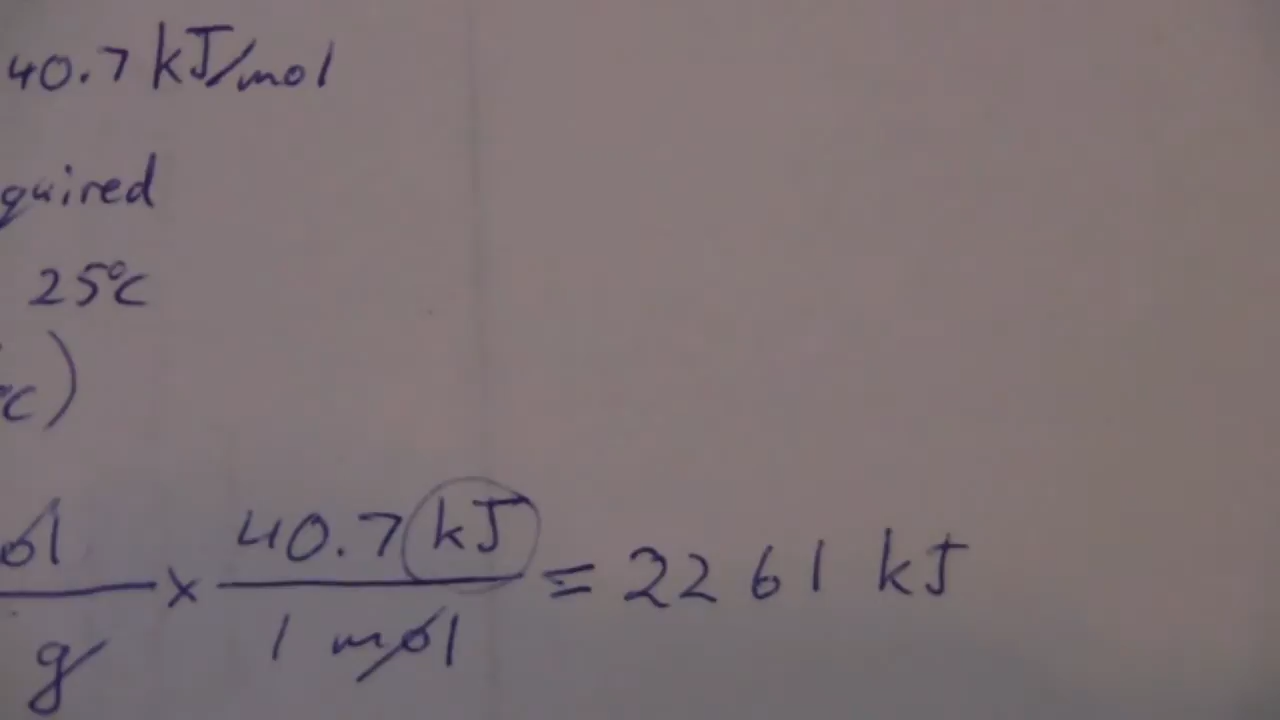 40.7 kJ/mol
quired
25°C
°C)
ol × 40.7 kJ = 2261 kJ
g 1 mol